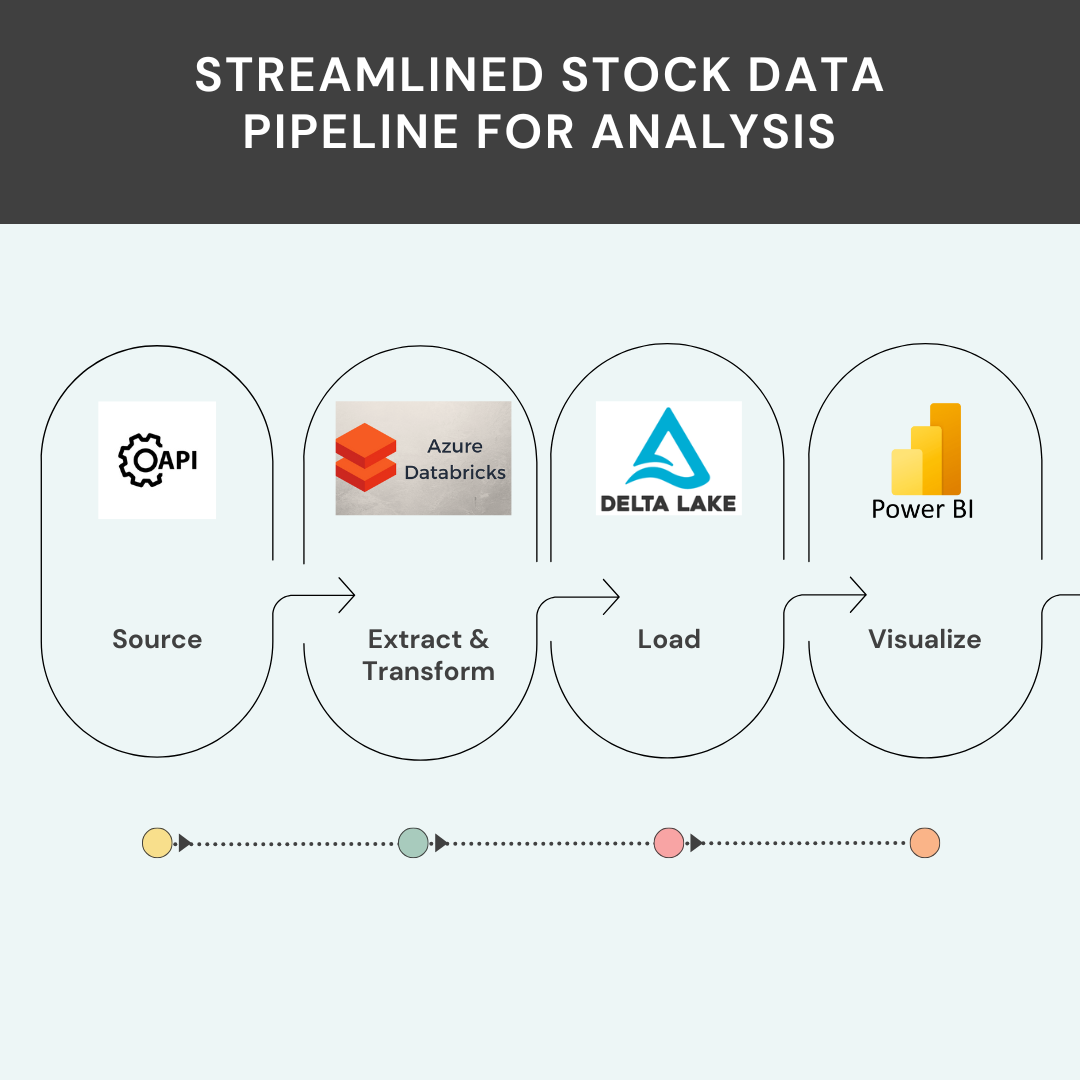 STREAMLINED STOCK DATA
PIPELINE FOR ANALYSIS
API
Source
Azure
Databricks
Extract &
Transform
DELTA LAKE
Load
Power BI
Visualize